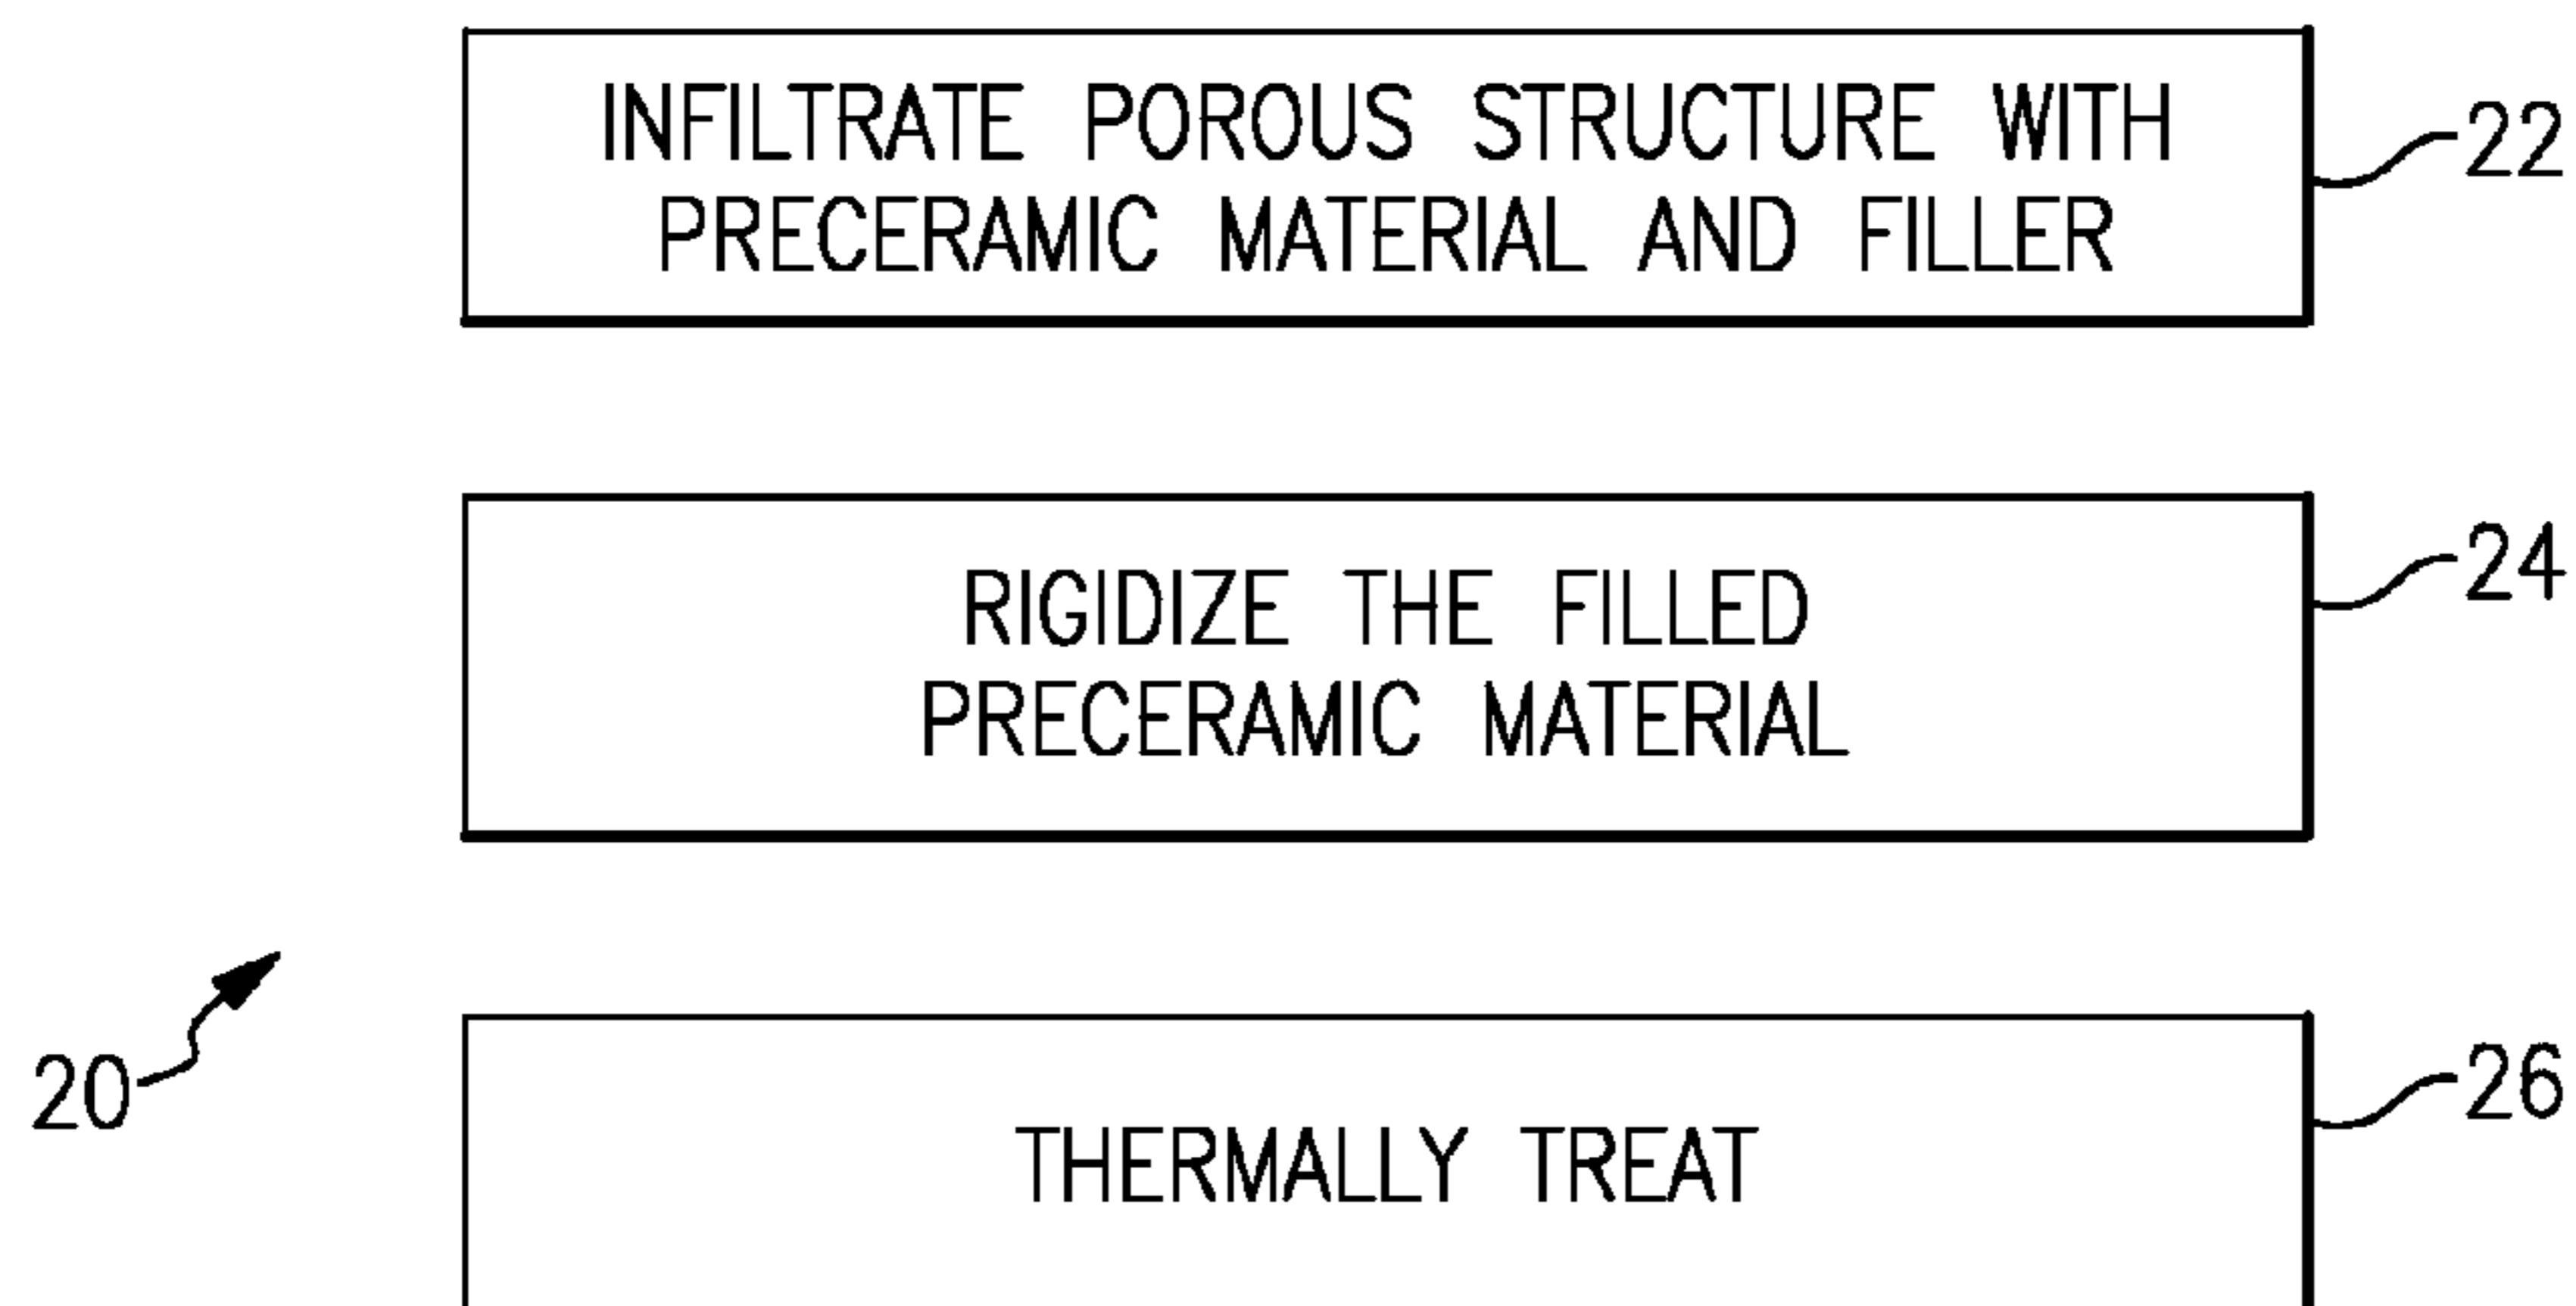 INFILTRATE POROUS STRUCTURE WITH
PRECERAMIC MATERIAL AND FILLER
22
RIGIDIZE THE FILLED
PRECERAMIC MATERIAL
24
20
THERMALLY TREAT
26